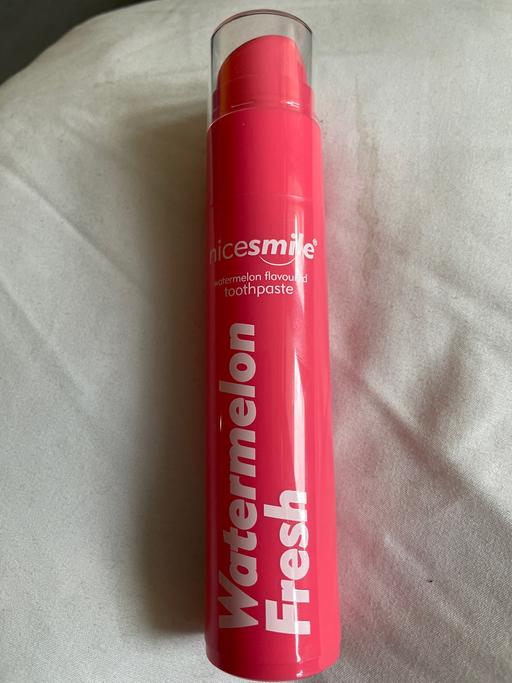 nicesmile®
watermelon flavoured
toothpaste
Watermelon
Fresh